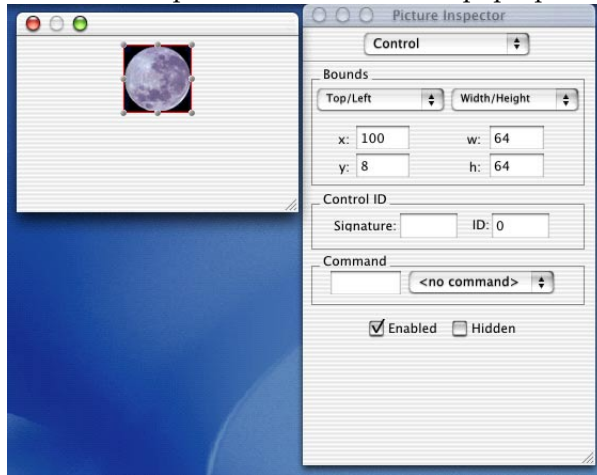 Picture Inspector
Control
Bounds
Top/Left Width/Height
x: 100 w: 64
y: 8 h: 64
Control ID
Signature: ID: 0
Command
<no command>
Enabled Hidden